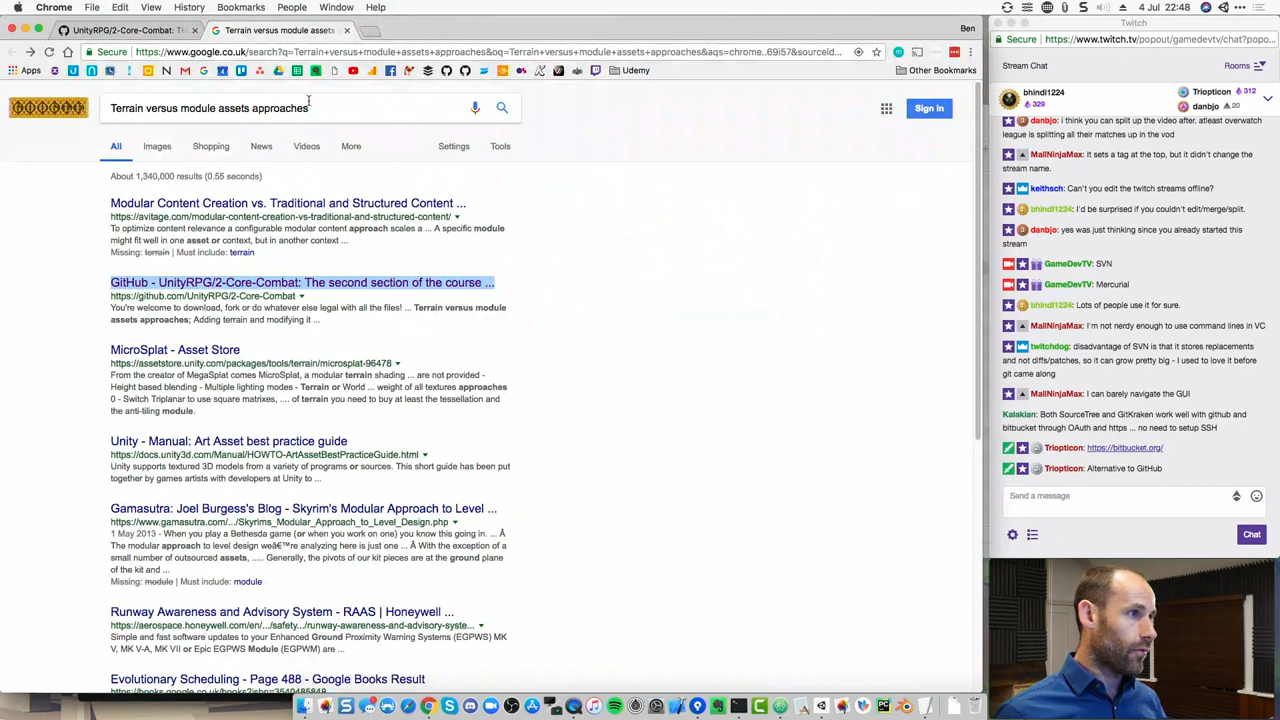 Chrome File Edit View History Bookmarks People Window Help
4 Jul 22:48
UnityRPG/2-Core-Combat: The
Terrain versus module assets
Ben
Secure https://www.google.co.uk/search?q=Terrain+versus+module+assets+approaches&oq=Terrain+versus+module+assets+approaches&aqs=chrome..69i57&sourceid
Apps
Udemy
Other Bookmarks
Terrain versus module assets approaches
Sign in
All Images Shopping News Videos More Settings Tools
About 1,340,000 results (0.55 seconds)
Modular Content Creation vs. Traditional and Structured Content ...
https://avitage.com/modular-content-creation-vs-traditional-and-structured-content/
To optimize content relevance a configurable modular content approach scales a ... A specific module
might fit well in one asset or context, but in another context ...
Missing: terrain | Must include: terrain
GitHub - UnityRPG/2-Core-Combat: The second section of the course ...
https://github.com/UnityRPG/2-Core-Combat
You're welcome to download, fork or do whatever else legal with all the files! ... Terrain versus module
assets approaches; Adding terrain and modifying it ...
MicroSplat - Asset Store
https://assetstore.unity.com/packages/tools/terrain/microsplat-96478
From the creator of MegaSplat comes MicroSplat, a modular terrain shading ... are not provided -
Height based blending - Multiple lighting modes - Terrain or World ... weight of all textures approaches
0 - Switch Triplanar to use square matrixes, .... of terrain you need to buy at least the tessellation and
the anti-tiling module.
Unity - Manual: Art Asset best practice guide
https://docs.unity3d.com/Manual/HOWTO-ArtAssetBestPracticeGuide.html
Unity supports textured 3D models from a variety of programs or sources. This short guide has been put
together by games artists with developers at Unity to ...
Gamasutra: Joel Burgess's Blog - Skyrim's Modular Approach to Level ...
https://www.gamasutra.com/.../Skyrims_Modular_Approach_to_Level_Design.php
1 May 2013 - When you play a Bethesda game (or when you work on one) you know this going in. ... Â
The modular approach to level design weâ€™re analyzing here is just one ... Â With the exception of a
small number of outsourced assets, ..... Generally, the pivots of our kit pieces are at the ground plane
of the kit and ...
Missing: module | Must include: module
Runway Awareness and Advisory System - RAAS | Honeywell ...
https://aerospace.honeywell.com/en/.../safety.../runway-awareness-and-advisory-syste...
Simple and fast software updates to your Enhanced Ground Proximity Warning Systems (EGPWS) MK
V, MK V-A, MK VII or Epic EGPWS Module (EGPWM) are ...
Evolutionary Scheduling - Page 488 - Google Books Result
https://books.google.co.uk/books?isbn=3540485848
Twitch
Secure https://www.twitch.tv/popout/gamedevtv/chat?popo...
Stream Chat Rooms
bhindi1224
329
Triopticon 312
danbjo 20
danbjo: i think you can split up the video after. atleast overwatch
league is splitting all their matches up in the vod
MallNinjaMax: It sets a tag at the top, but it didn't change the
stream name.
keithsch: Can't you edit the twitch streams offline?
bhindi1224: I'd be surprised if you couldn't edit/merge/split.
danbjo: yes was just thinking since you already started this
stream
GameDevTV: SVN
GameDevTV: Mercurial
bhindi1224: Lots of people use it for sure.
MallNinjaMax: I'm not nerdy enough to use command lines in VC
twitchdog: disadvantage of SVN is that it stores replacements
and not diffs/patches, so it can grow pretty big - I used to love it before
git came along
MallNinjaMax: I can barely navigate the GUI
Kalakian: Both SourceTree and GitKraken work well with github and
bitbucket through OAuth and https ... no need to setup SSH
Triopticon: https://bitbucket.org/
Triopticon: Alternative to GitHub
Send a message
Chat